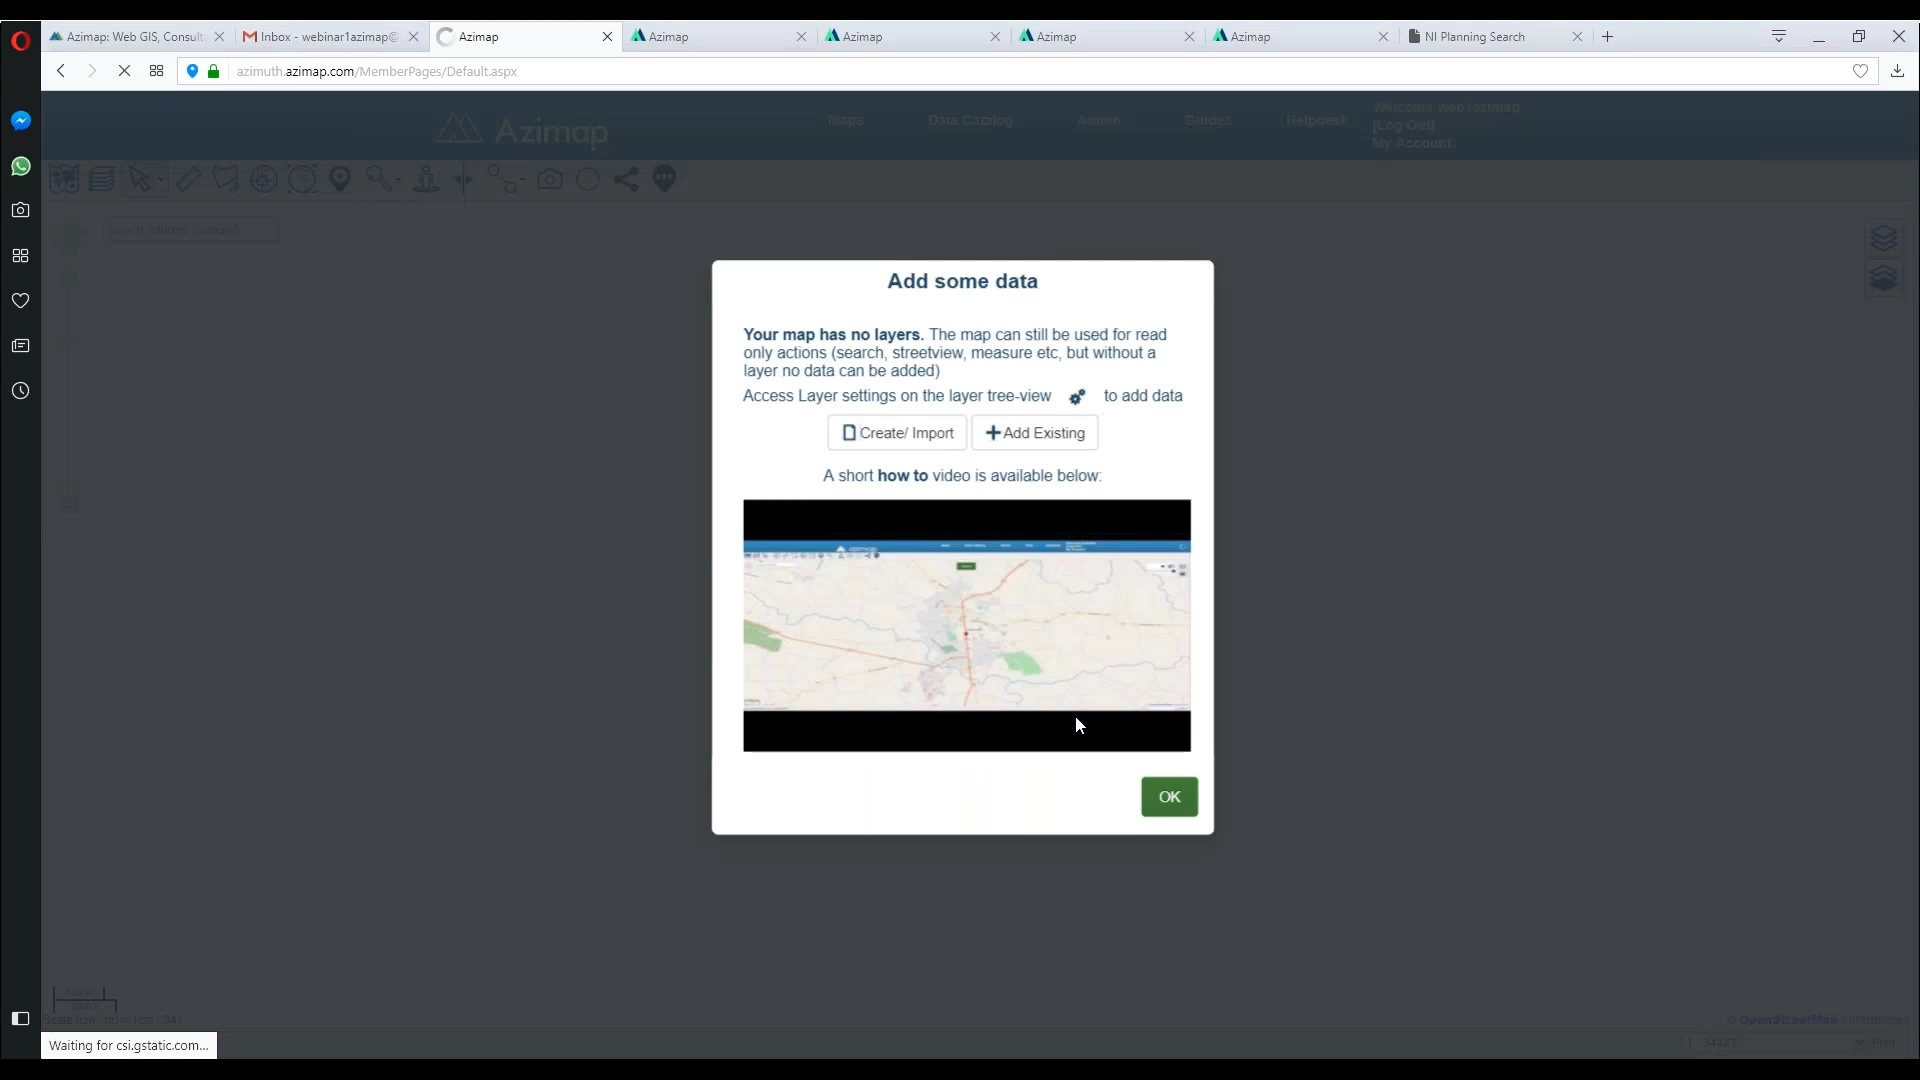 Azimap: Web GIS, Consult
Inbox - webinar1azimap@
Azimap
Azimap
Azimap
Azimap
Azimap
NI Planning Search
azimuth.azimap.com/MemberPages/Default.aspx
Azimap
Maps
Data Catalog
Admin
Guides
Helpdesk
Welcome web1azimap
[Log Out]
My Account
Add some data
Your map has no layers. The map can still be used for read
only actions (search, streetview, measure etc, but without a
layer no data can be added)
Access Layer settings on the layer tree-view to add data
Create/ Import
Add Existing
A short how to video is available below:
OK
© OpenStreetMap contributors
Waiting for csi.gstatic.com...